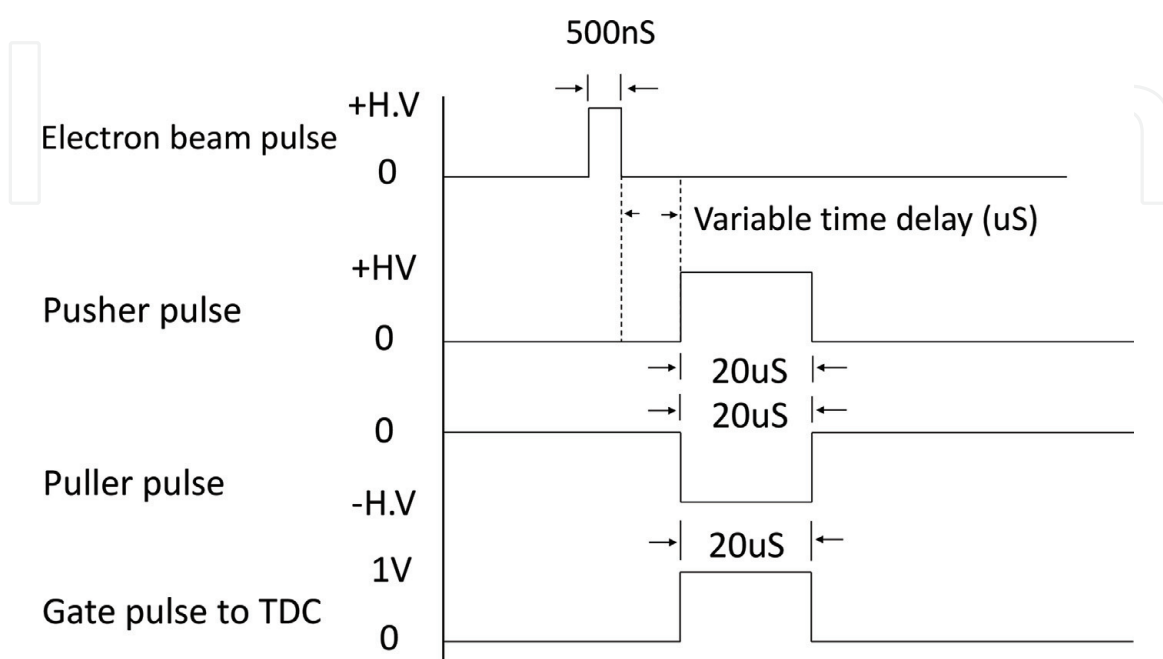 500nS
+H.V
Electron beam pulse
0
Variable time delay (uS)
+HV
Pusher pulse
0
20uS
20uS
0
Puller pulse
-H.V
20uS
1V
Gate pulse to TDC
0